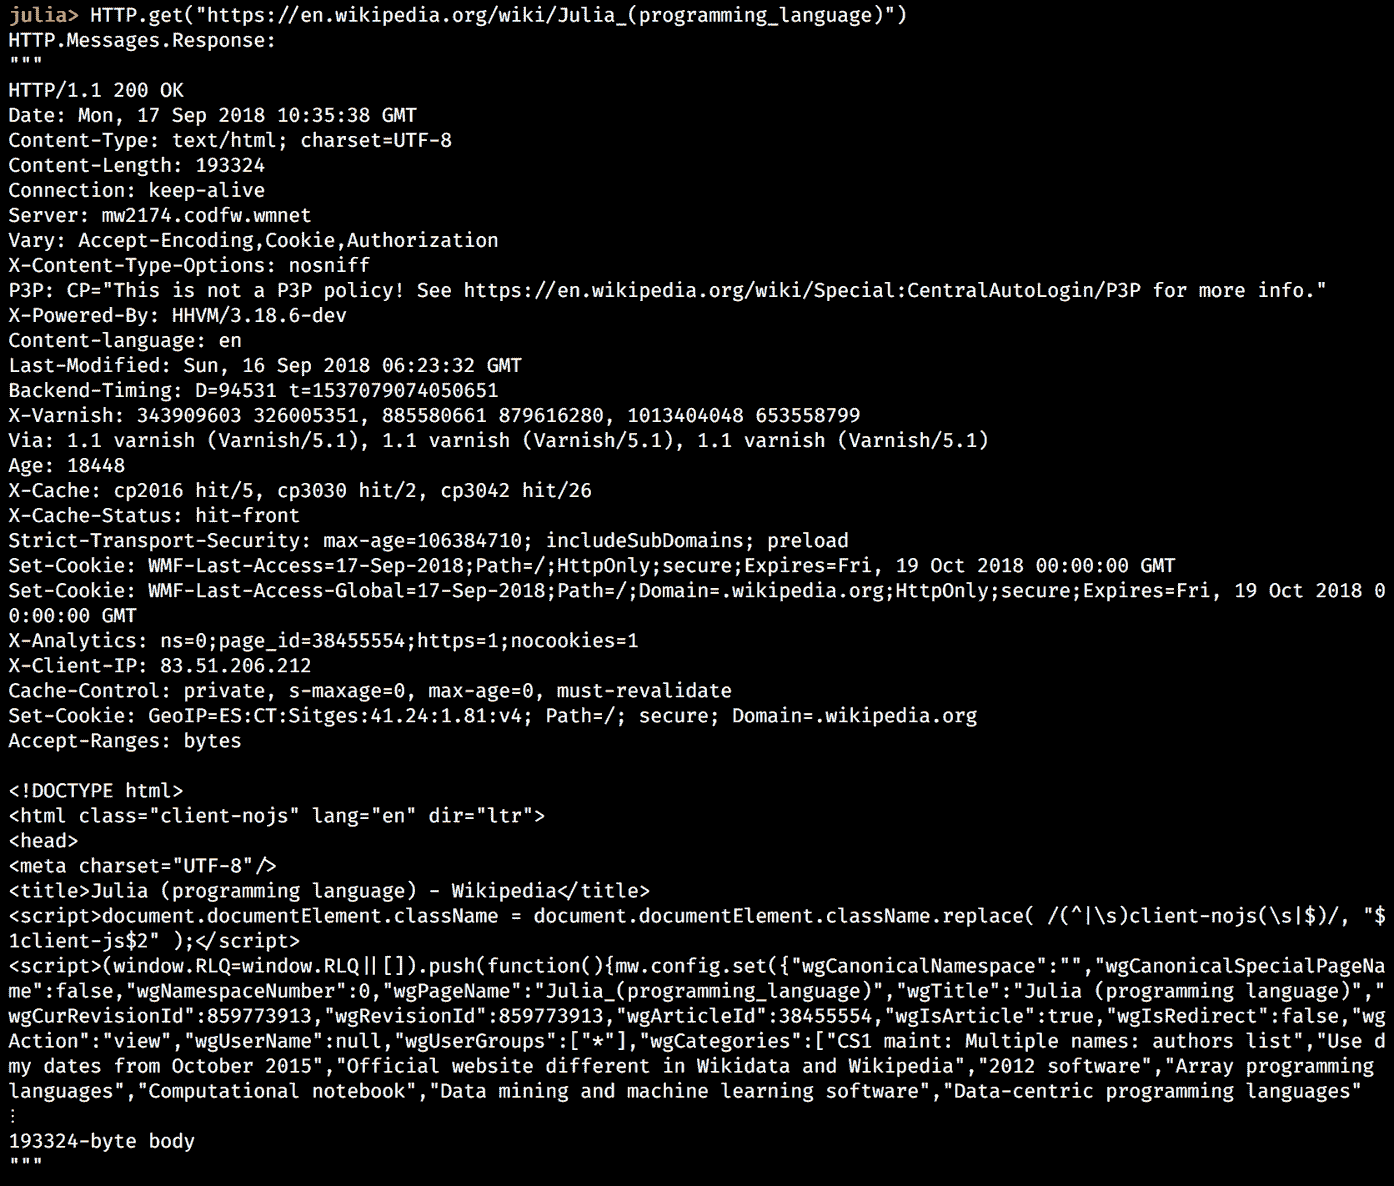 julia> HTTP.get("https://en.wikipedia.org/wiki/Julia_(programming_language)")
HTTP.Messages.Response:
"""
HTTP/1.1 200 OK
Date: Mon, 17 Sep 2018 10:35:38 GMT
Content-Type: text/html; charset=UTF-8
Content-Length: 193324
Connection: keep-alive
Server: mw2174.codfw.wmnet
Vary: Accept-Encoding,Cookie,Authorization
X-Content-Type-Options: nosniff
P3P: CP="This is not a P3P policy! See https://en.wikipedia.org/wiki/Special:CentralAutoLogin/P3P for more info."
X-Powered-By: HHVM/3.18.6-dev
Content-language: en
Last-Modified: Sun, 16 Sep 2018 06:23:32 GMT
Backend-Timing: D=94531 t=1537079074050651
X-Varnish: 343909603 326005351, 885580661 879616280, 1013404048 653558799
Via: 1.1 varnish (Varnish/5.1), 1.1 varnish (Varnish/5.1), 1.1 varnish (Varnish/5.1)
Age: 18448
X-Cache: cp2016 hit/5, cp3030 hit/2, cp3042 hit/26
X-Cache-Status: hit-front
Strict-Transport-Security: max-age=106384710; includeSubDomains; preload
Set-Cookie: WMF-Last-Access=17-Sep-2018;Path=/;HttpOnly;secure;Expires=Fri, 19 Oct 2018 00:00:00 GMT
Set-Cookie: WMF-Last-Access-Global=17-Sep-2018;Path=/;Domain=.wikipedia.org;HttpOnly;secure;Expires=Fri, 19 Oct 2018 0
0:00:00 GMT
X-Analytics: ns=0;page_id=38455554;https=1;nocookies=1
X-Client-IP: 83.51.206.212
Cache-Control: private, s-maxage=0, max-age=0, must-revalidate
Set-Cookie: GeoIP=ES:CT:Sitges:41.24:1.81:v4; Path=/; secure; Domain=.wikipedia.org
Accept-Ranges: bytes
<!DOCTYPE html>
<html class="client-nojs" lang="en" dir="ltr">
<head>
<meta charset="UTF-8"/>
<title>Julia (programming language) - Wikipedia</title>
<script>document.documentElement.className = document.documentElement.className.replace( /(^|\s)client-nojs(\s|$)/, "$
1client-js$2" );</script>
<script>(window.RLQ=window.RLQ||[]).push(function(){mw.config.set({"wgCanonicalNamespace":"","wgCanonicalSpecialPageNa
me":false,"wgNamespaceNumber":0,"wgPageName":"Julia_(programming_language)","wgTitle":"Julia (programming language)","
wgCurRevisionId":859773913,"wgRevisionId":859773913,"wgArticleId":38455554,"wgIsArticle":true,"wgIsRedirect":false,"wg
Action":"view","wgUserName":null,"wgUserGroups":["*"],"wgCategories":["CS1 maint: Multiple names: authors list","Use d
my dates from October 2015","Official website different in Wikidata and Wikipedia","2012 software","Array programming
languages","Computational notebook","Data mining and machine learning software","Data-centric programming languages"
⋮
193324-byte body
"""